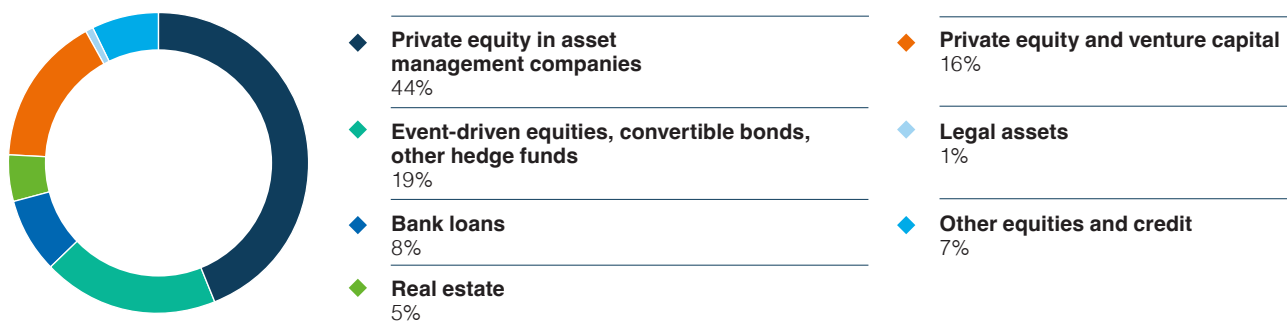 Private equity in asset
management companies
44%
Event-driven equities, convertible bonds,
other hedge funds
19%
Bank loans
8%
Real estate
5%
Private equity and venture capital
16%
Legal assets
1%
Other equities and credit
7%